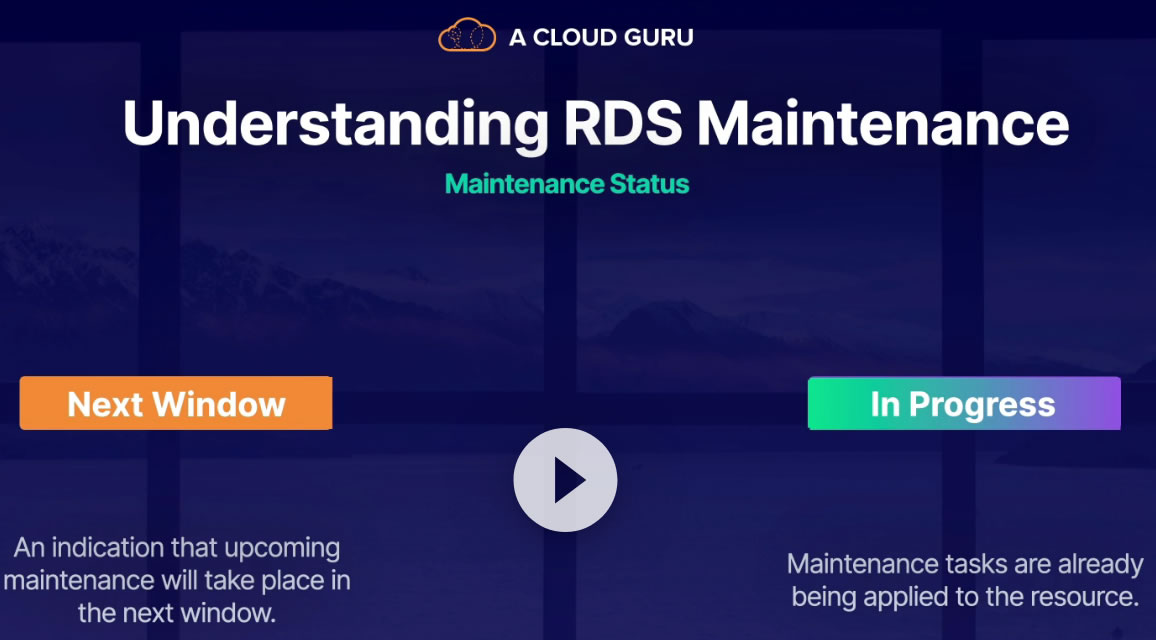 A CLOUD GURU
Understanding RDS Maintenance
Maintenance Status
Next Window
An indication that upcoming
maintenance will take place in
the next window.
In Progress
Maintenance tasks are already
being applied to the resource.